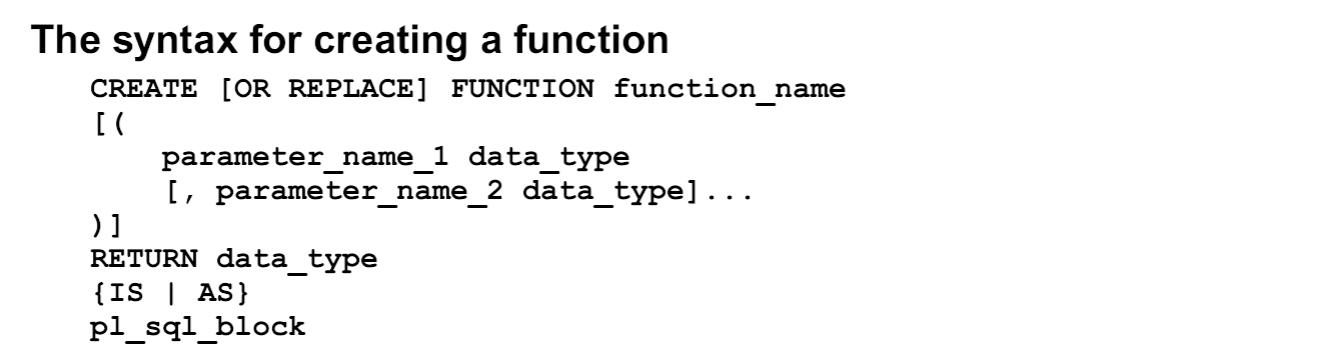 The syntax for creating a function
CREATE [OR REPLACE] FUNCTION function_name
[(
parameter_name_1 data_type
[, parameter_name_2 data_type]...
)]
RETURN data_type
{IS | AS}
pl_sql_block